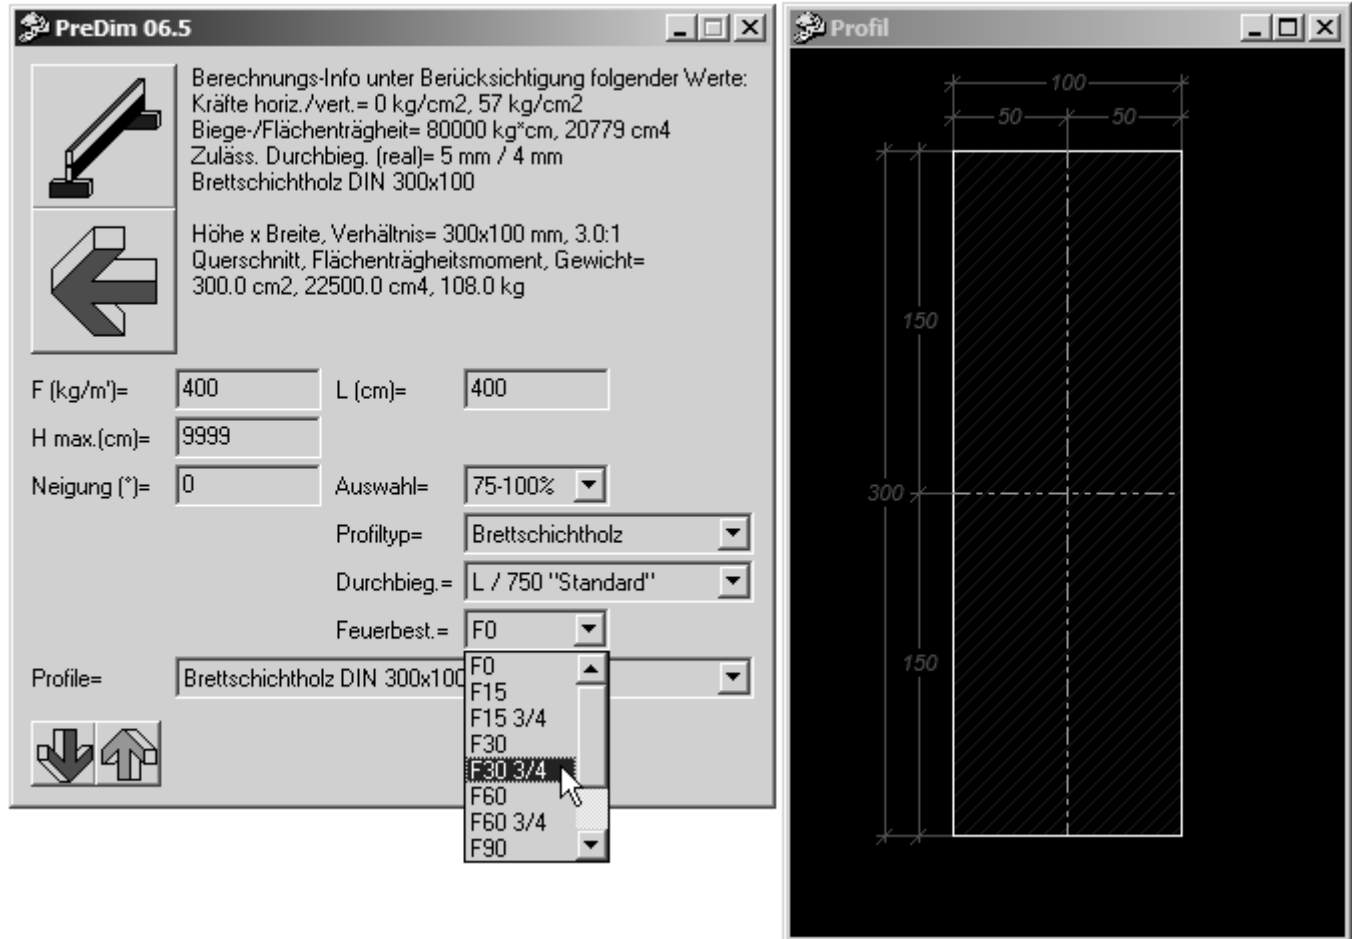 PreDim 06.5
Berechnungs-Info unter Berücksichtigung folgender Werte:
Kräfte horiz./vert.= 0 kg/cm2, 57 kg/cm2
Biege-/Flächenträgheit= 80000 kg*cm, 20779 cm4
Zuläss. Durchbieg. (real)= 5 mm / 4 mm
Brettschichtholz DIN 300x100
Höhe x Breite, Verhältnis= 300x100 mm, 3.0:1
Querschnitt, Flächenträgheitsmoment, Gewicht=
300.0 cm2, 22500.0 cm4, 108.0 kg
F (kg/m')= 400 L (cm)= 400
H max.(cm)= 9999
Neigung (°)= 0 Auswahl= 75-100%
Profiltyp= Brettschichtholz
Durchbieg.= L / 750 "Standard"
Feuerbest.= F0
Profile= Brettschichtholz DIN 300x100
F0
F15
F15 3/4
F30
F30 3/4
F60
F60 3/4
F90
Profil
100
50 50
150
300
150